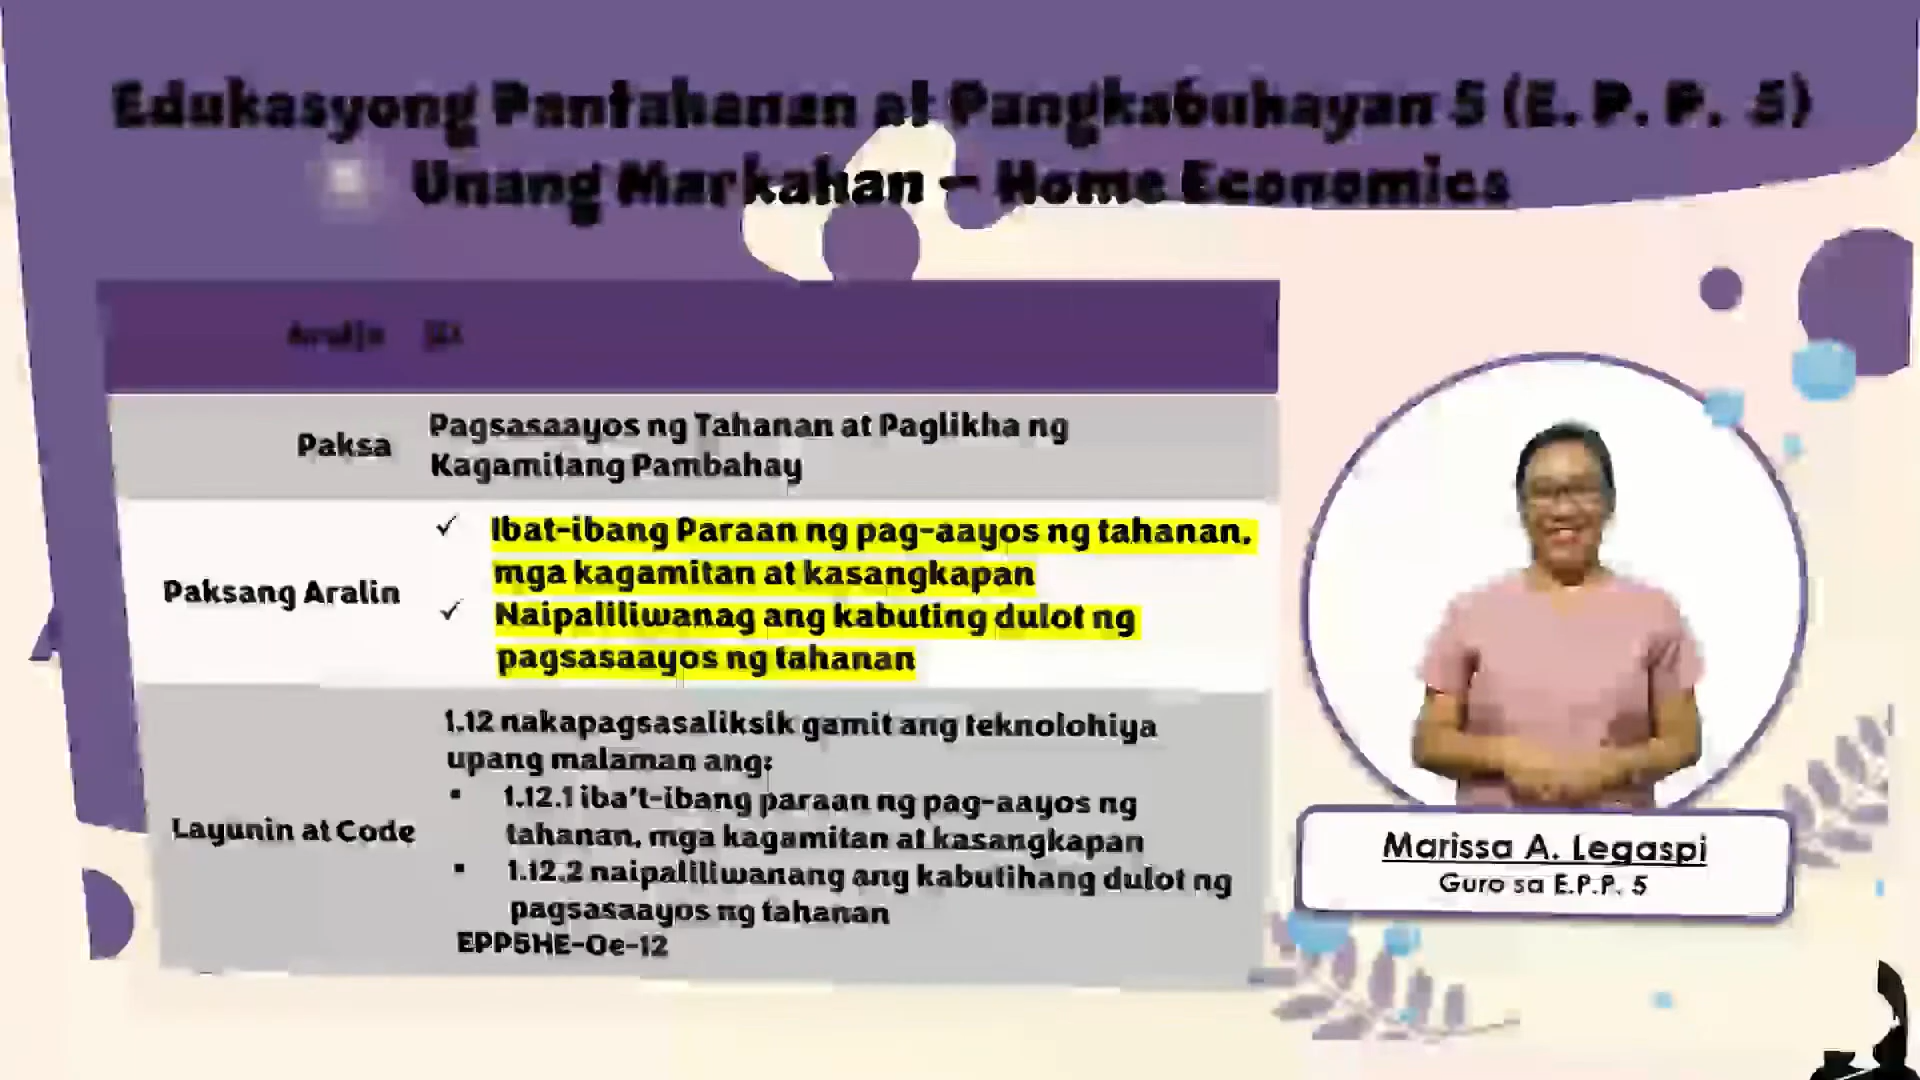 Edukasyong Pantahanan at Pangkabuhayan 5 (E. P. P. 5)
Unang Markahan – Home Economics
Paksa
Pagsasaayos ng Tahanan at Paglikha ng
Kagamitang Pambahay
Paksang Aralin
✓ Ibat-ibang Paraan ng pag-aayos ng tahanan,
mga kagamitan at kasangkapan
✓ Naipaliliwanag ang kabuting dulot ng
pagsasaayos ng tahanan
Layunin at Code
1.12 nakapagsasaliksik gamit ang teknolohiya
upang malaman ang:
▪ 1.12.1 iba't-ibang paraan ng pag-aayos ng
tahanan, mga kagamitan at kasangkapan
▪ 1.12.2 naipaliliwanang ang kabutihang dulot ng
pagsasaayos ng tahanan
EPP5HE-Oe-12
Marissa A. Legaspi
Guro sa E.P.P. 5